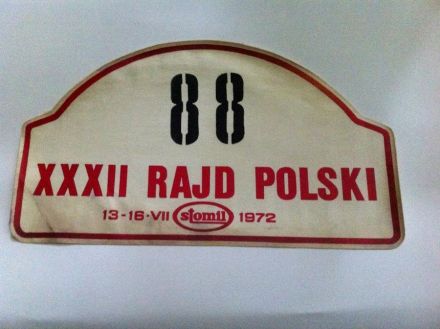 88
XXXII RAJD POLSKI
13-16·VII stomil 1972